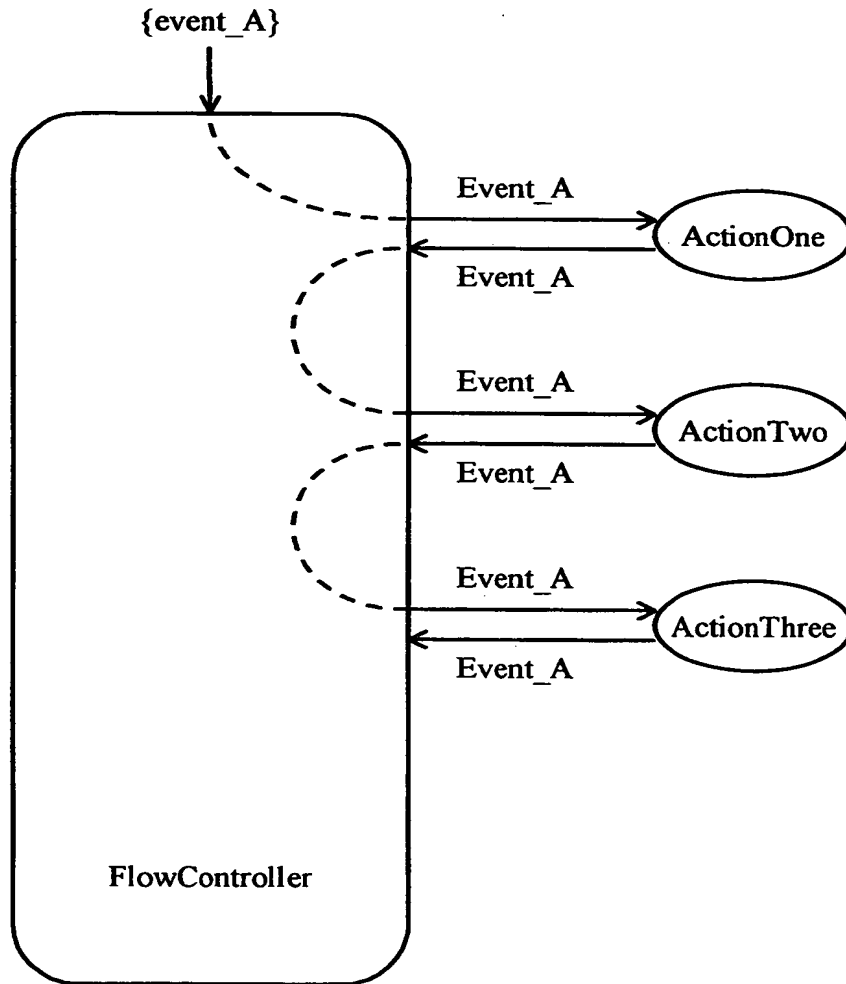 {event_A}
Event_A
ActionOne
Event_A
Event_A
ActionTwo
Event_A
Event_A
ActionThree
Event_A
FlowController